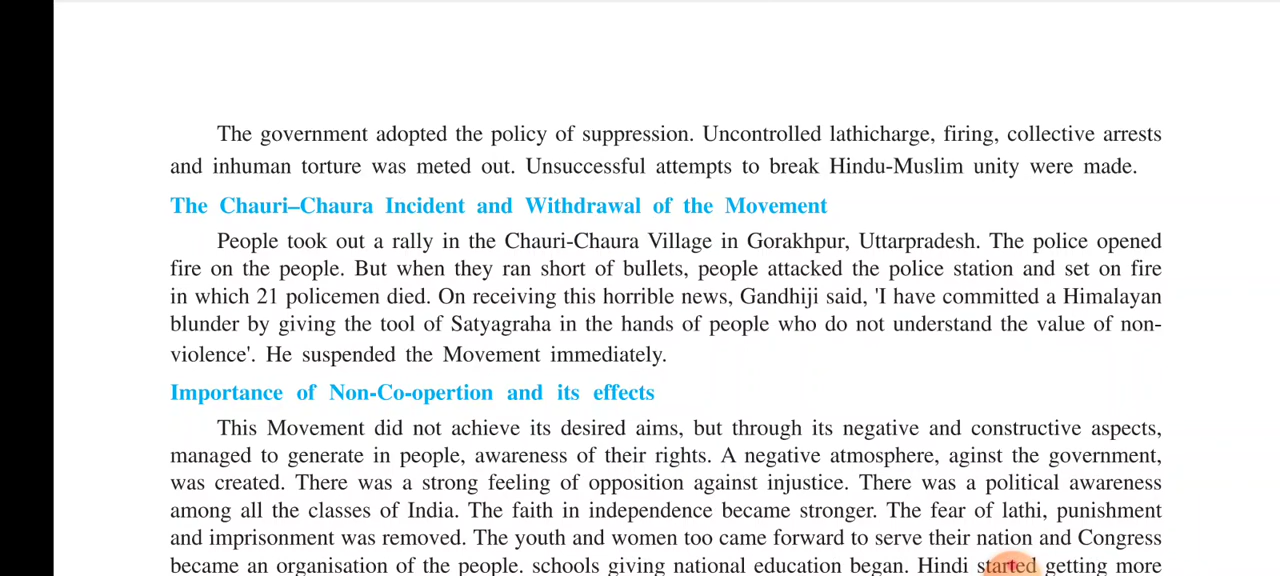 The government adopted the policy of suppression. Uncontrolled lathicharge, firing, collective arrests
and inhuman torture was meted out. Unsuccessful attempts to break Hindu-Muslim unity were made.
The Chauri–Chaura Incident and Withdrawal of the Movement
People took out a rally in the Chauri-Chaura Village in Gorakhpur, Uttarpradesh. The police opened
fire on the people. But when they ran short of bullets, people attacked the police station and set on fire
in which 21 policemen died. On receiving this horrible news, Gandhiji said, 'I have committed a Himalayan
blunder by giving the tool of Satyagraha in the hands of people who do not understand the value of non-
violence'. He suspended the Movement immediately.
Importance of Non-Co-opertion and its effects
This Movement did not achieve its desired aims, but through its negative and constructive aspects,
managed to generate in people, awareness of their rights. A negative atmosphere, aginst the government,
was created. There was a strong feeling of opposition against injustice. There was a political awareness
among all the classes of India. The faith in independence became stronger. The fear of lathi, punishment
and imprisonment was removed. The youth and women too came forward to serve their nation and Congress
became an organisation of the people. schools giving national education began. Hindi started getting more